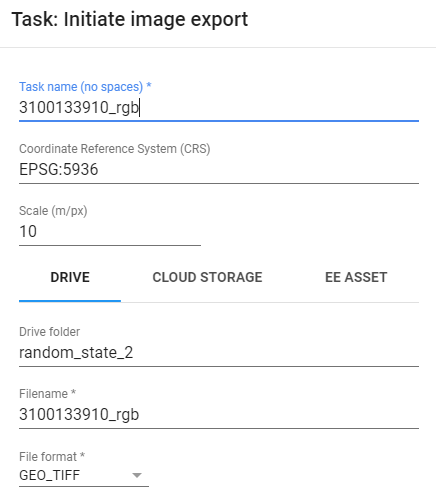 Task: Initiate image export
Task name (no spaces) *
3100133910_rgb
Coordinate Reference System (CRS)
EPSG:5936
Scale (m/px)
10
DRIVE CLOUD STORAGE EE ASSET
Drive folder
random_state_2
Filename *
3100133910_rgb
File format *
GEO_TIFF